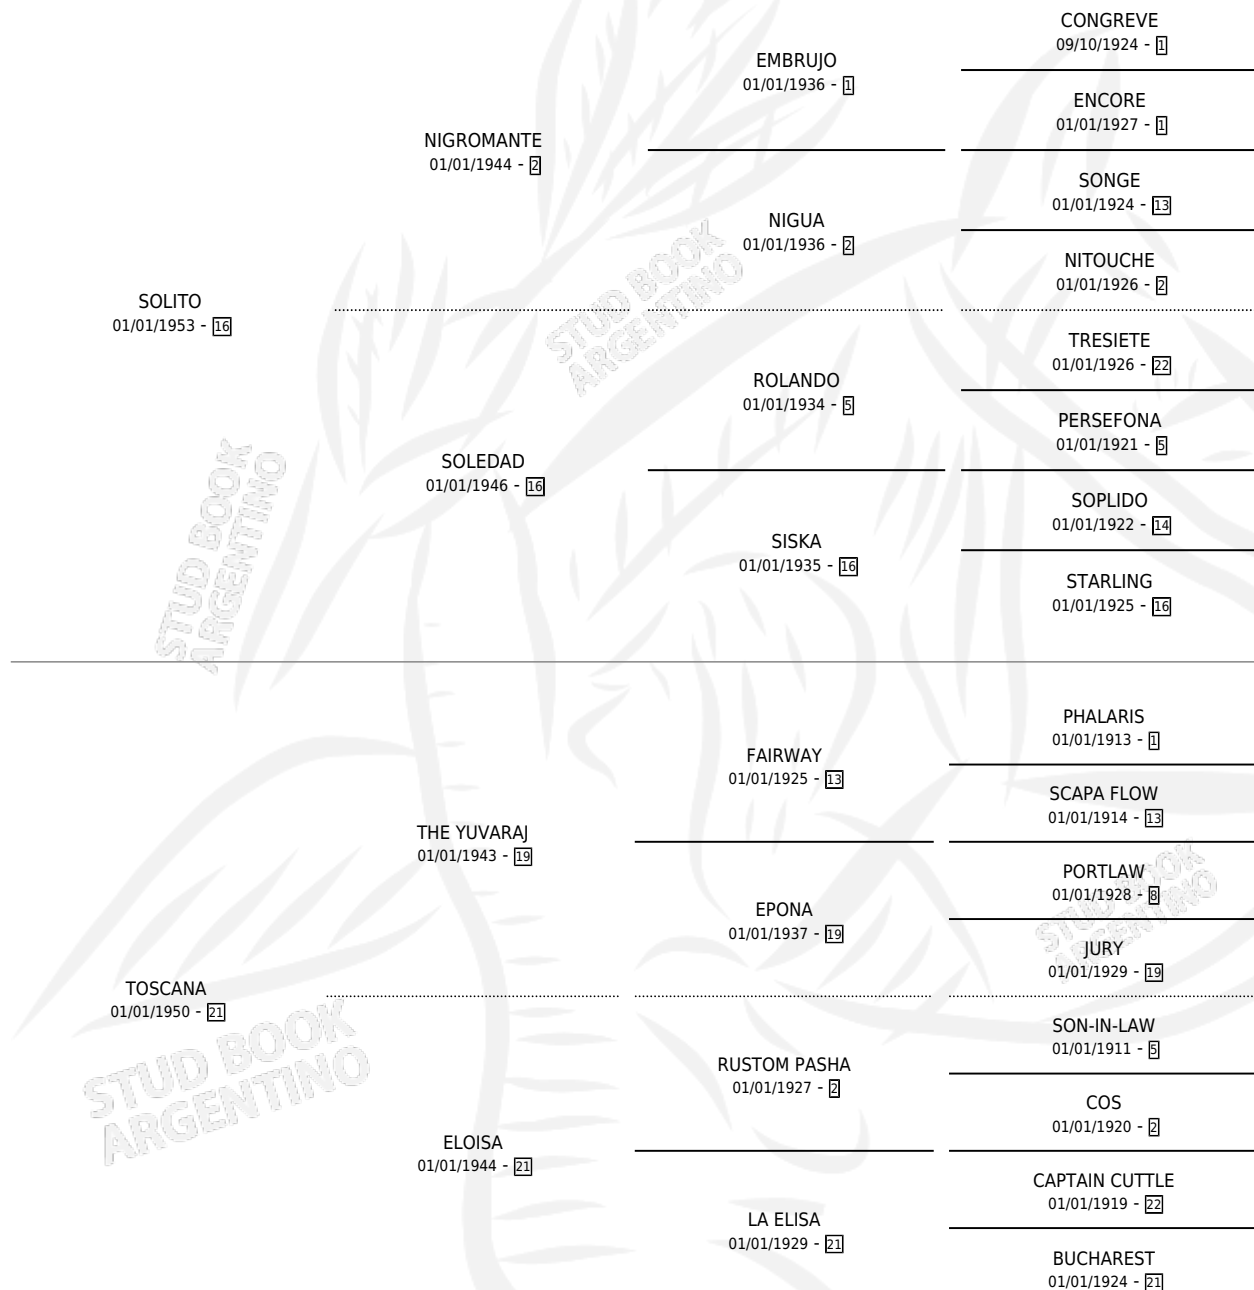 CONGREVE
09/10/1924 - 1
EMBRUJO
01/01/1936 - 1
ENCORE
01/01/1927 - 1
NIGROMANTE
01/01/1944 - 2
SONGE
01/01/1924 - 13
NIGUA
01/01/1936 - 2
NITOUCHE
01/01/1926 - 2
SOLITO
01/01/1953 - 16
TRESIETE
01/01/1926 - 22
ROLANDO
01/01/1934 - 5
PERSEFONA
01/01/1921 - 5
SOLEDAD
01/01/1946 - 16
SOPLIDO
01/01/1922 - 14
SISKA
01/01/1935 - 16
STARLING
01/01/1925 - 16
PHALARIS
01/01/1913 - 1
FAIRWAY
01/01/1925 - 13
SCAPA FLOW
01/01/1914 - 13
THE YUVARAJ
01/01/1943 - 19
PORTLAW
01/01/1928 - 8
EPONA
01/01/1937 - 19
JURY
01/01/1929 - 19
TOSCANA
01/01/1950 - 21
SON-IN-LAW
01/01/1911 - 5
RUSTOM PASHA
01/01/1927 - 2
COS
01/01/1920 - 2
ELOISA
01/01/1944 - 21
CAPTAIN CUTTLE
01/01/1919 - 22
LA ELISA
01/01/1929 - 21
BUCHAREST
01/01/1924 - 21
STUD BOOK
ARGENTINO
STUD BOOK
ARGENTINO
STUD BOOK
ARGENTINO
STUD BOOK
ARGENTINO